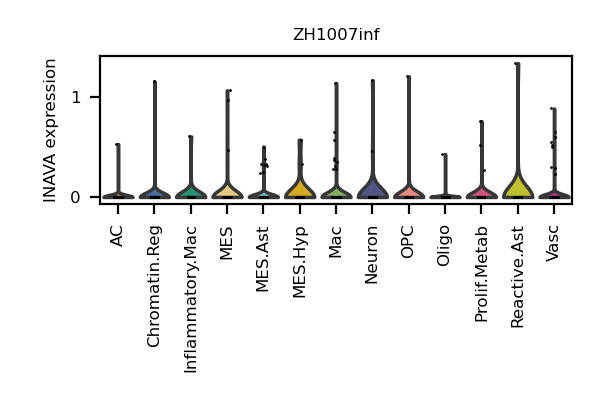 ZH1007inf
INAVA expression
1
0
AC
Chromatin.Reg
Inflammatory.Mac
MES
MES.Ast
MES.Hyp
Mac
Neuron
OPC
Oligo
Prolif.Metab
Reactive.Ast
Vasc